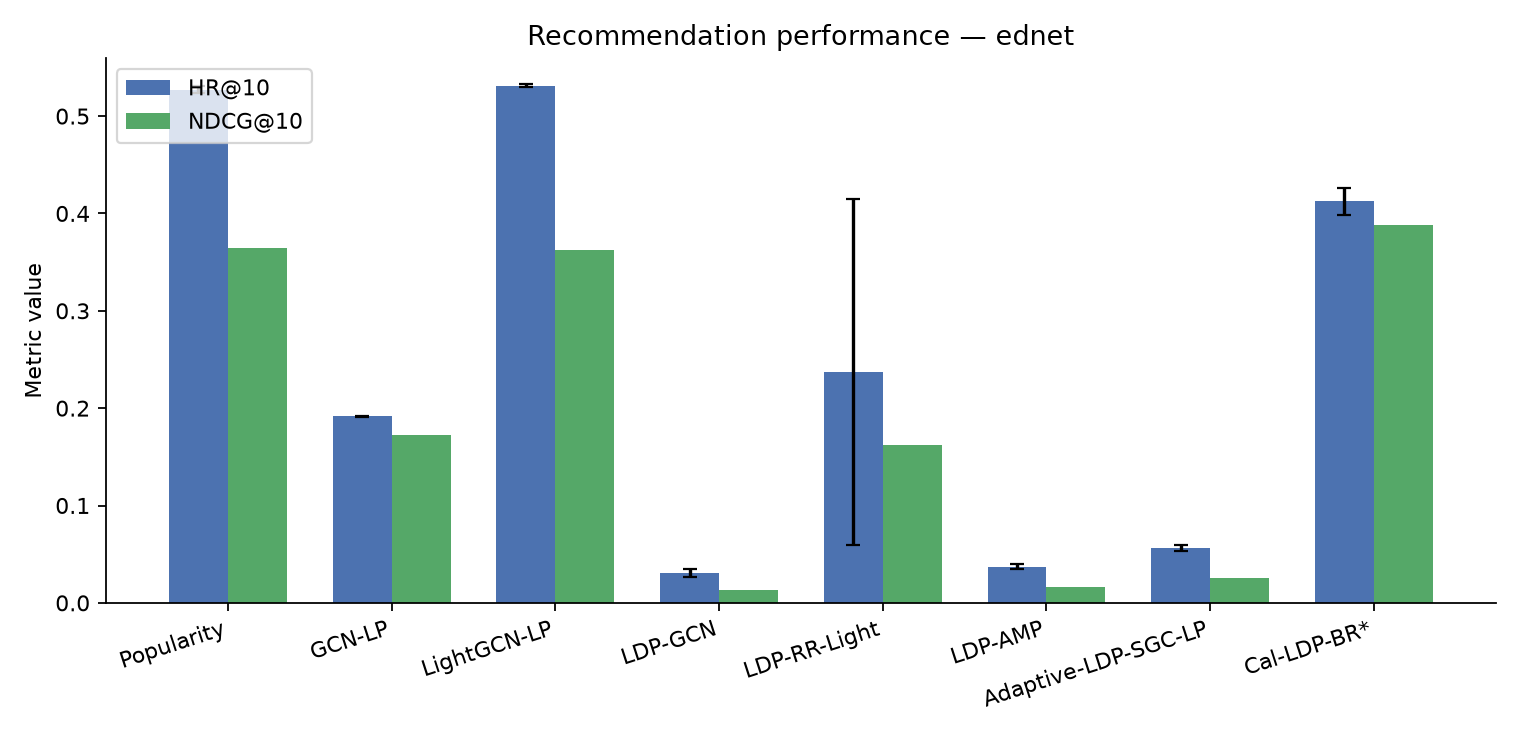 Recommendation performance — ednet
HR@10
NDCG@10
Metric value
0.5
0.4
0.3
0.2
0.1
0.0
Popularity
GCN-LP
LightGCN-LP
LDP-GCN
LDP-RR-Light
LDP-AMP
Adaptive-LDP-SGC-LP
Cal-LDP-BR*